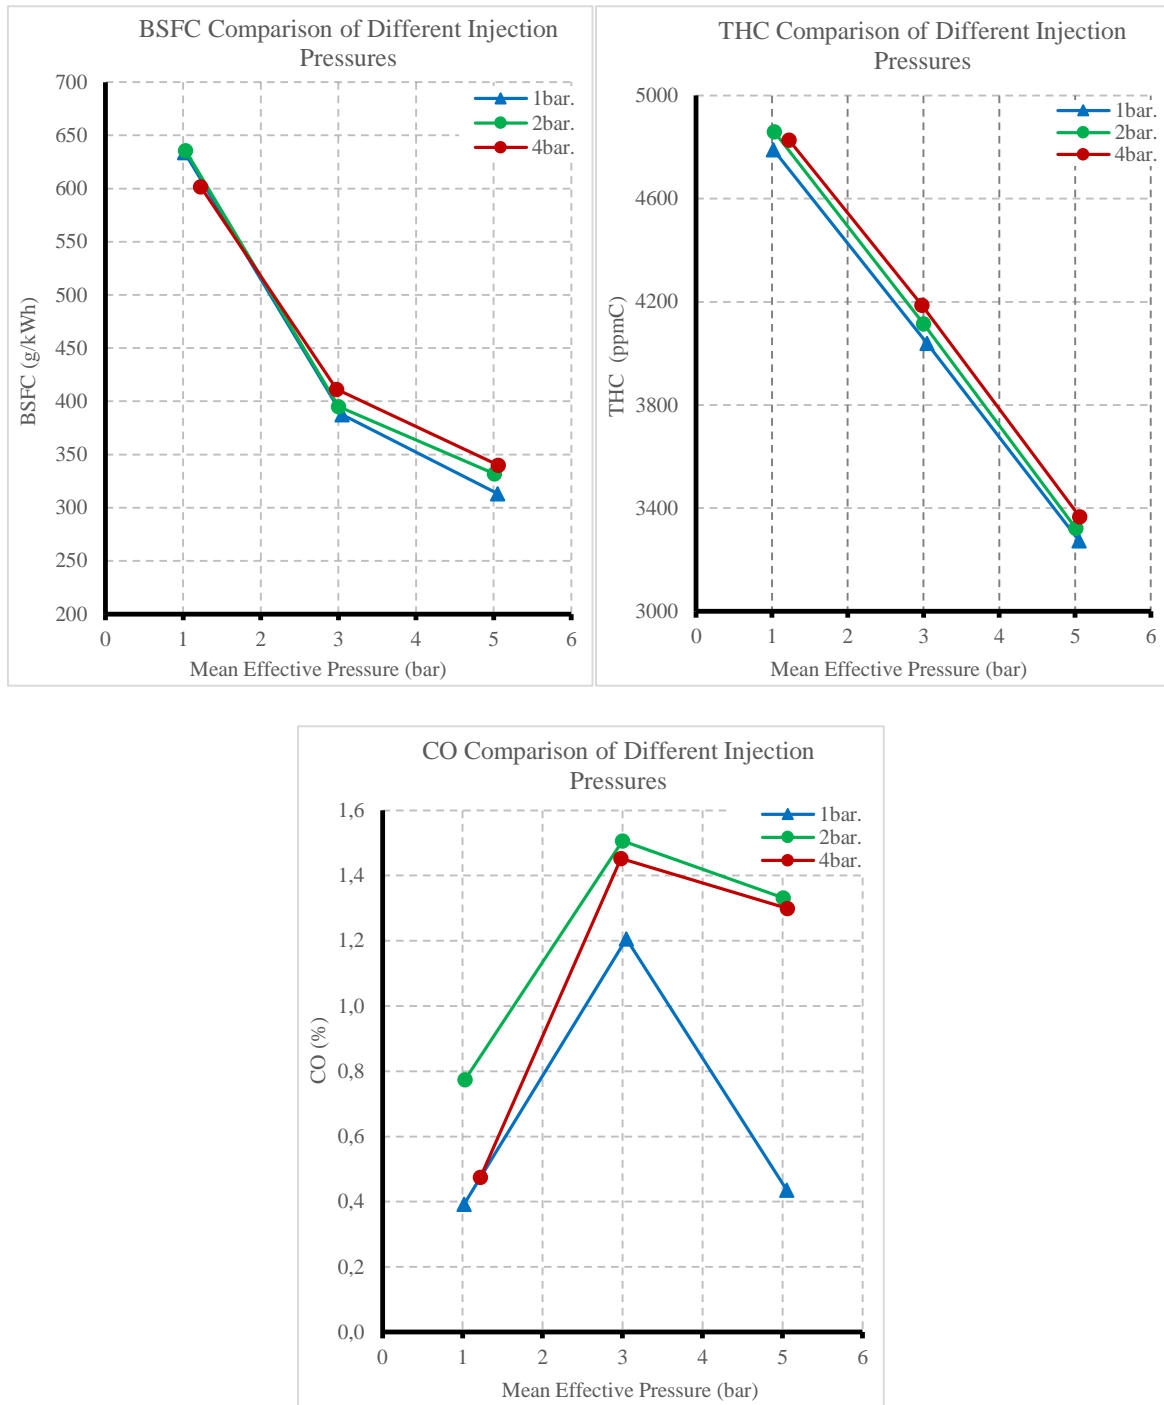 BSFC Comparison of Different Injection
Pressures
700
650
600
550
500
450
400
350
300
250
200
BSFC (g/kWh)
1bar.
2bar.
4bar.
0 1 2 3 4 5 6
Mean Effective Pressure (bar)
THC Comparison of Different Injection
Pressures
5000
4600
4200
3800
3400
3000
THC (ppmC)
1bar.
2bar.
4bar.
0 1 2 3 4 5 6
Mean Effective Pressure (bar)
CO Comparison of Different Injection
Pressures
1,6
1,4
1,2
1,0
0,8
0,6
0,4
0,2
0,0
CO (%)
1bar.
2bar.
4bar.
0 1 2 3 4 5 6
Mean Effective Pressure (bar)